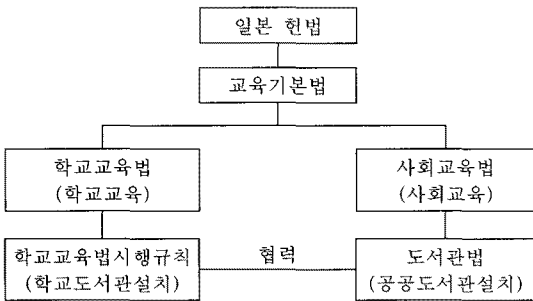 일본 헌법
교육기본법
학교교육법
(학교교육)
사회교육법
(사회교육)
학교교육법시행규칙
(학교도서관설치)
협력
도서관법
(공공도서관설치)